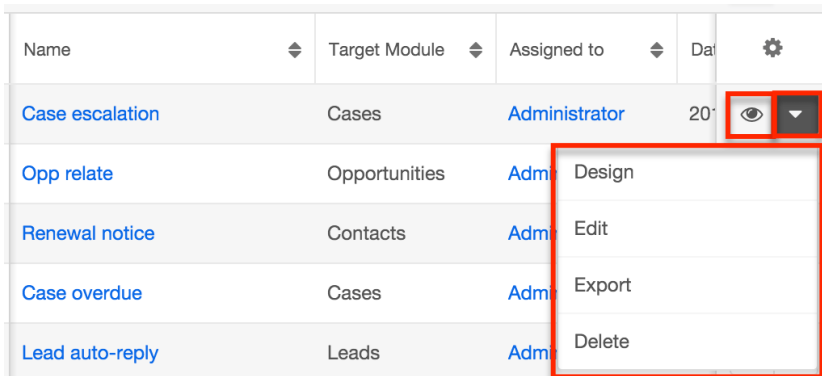 Name Target Module Assigned to Dat
Case escalation Cases Administrator 201
Opp relate Opportunities Admi Design
Renewal notice Contacts Admi Edit
Case overdue Cases Admi Export
Lead auto-reply Leads Admi Delete